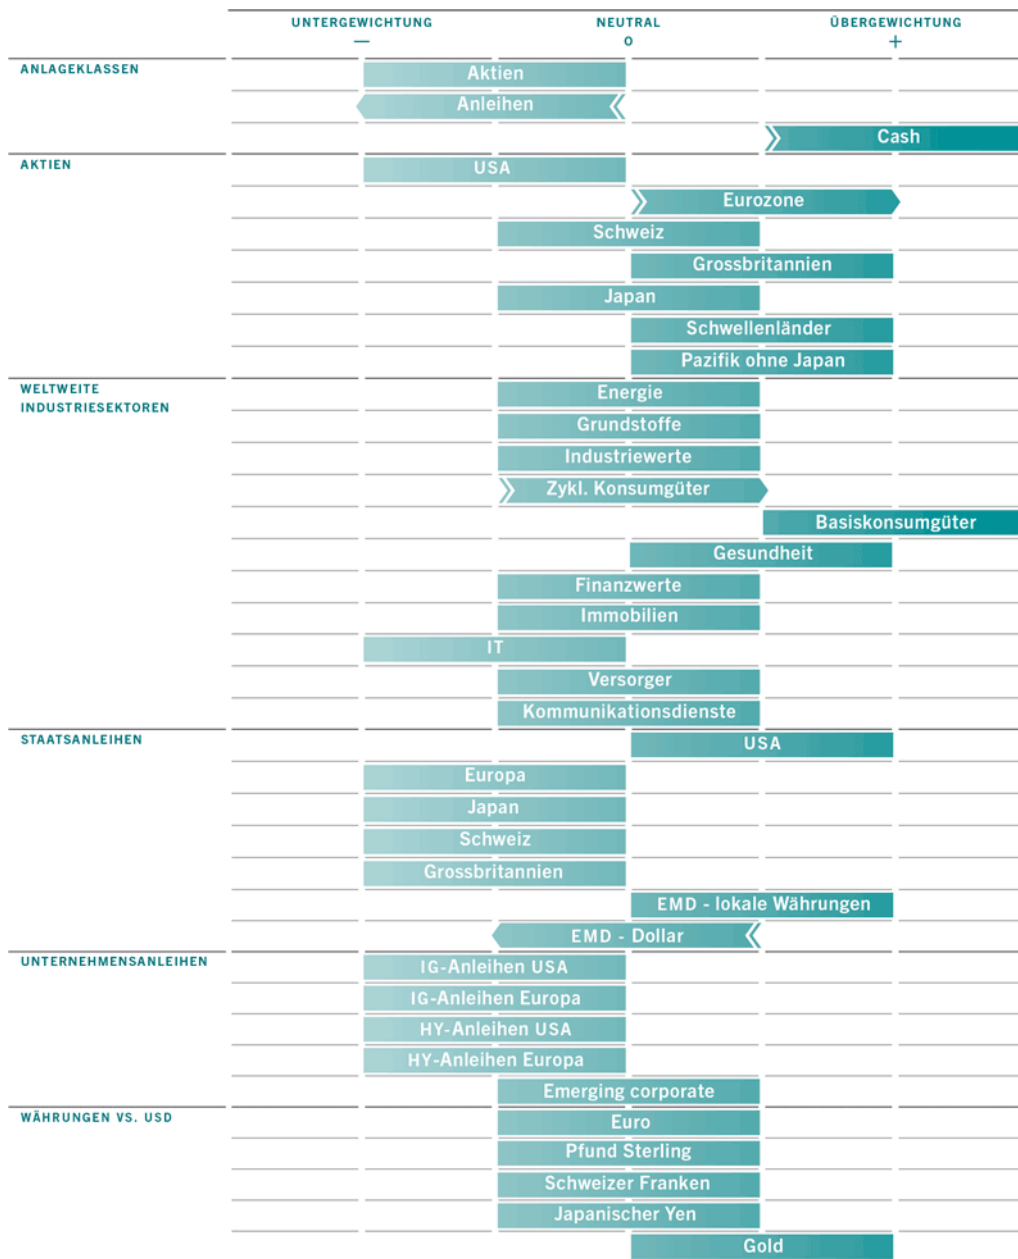 UNTERGEWICHTUNG NEUTRAL ÜBERGEWICHTUNG
— o +
ANLAGEKLASSEN
Aktien
Anleihen
Cash
AKTIEN
USA
Eurozone
Schweiz
Grossbritannien
Japan
Schwellenländer
Pazifik ohne Japan
WELTWEITE
INDUSTRIESEKTOREN
Energie
Grundstoffe
Industriewerte
Zykl. Konsumgüter
Basiskonsumgüter
Gesundheit
Finanzwerte
Immobilien
IT
Versorger
Kommunikationsdienste
STAATSANLEIHEN
USA
Europa
Japan
Schweiz
Grossbritannien
EMD - lokale Währungen
EMD - Dollar
UNTERNEHMENSANLEIHEN
IG-Anleihen USA
IG-Anleihen Europa
HY-Anleihen USA
HY-Anleihen Europa
Emerging corporate
WÄHRUNGEN VS. USD
Euro
Pfund Sterling
Schweizer Franken
Japanischer Yen
Gold